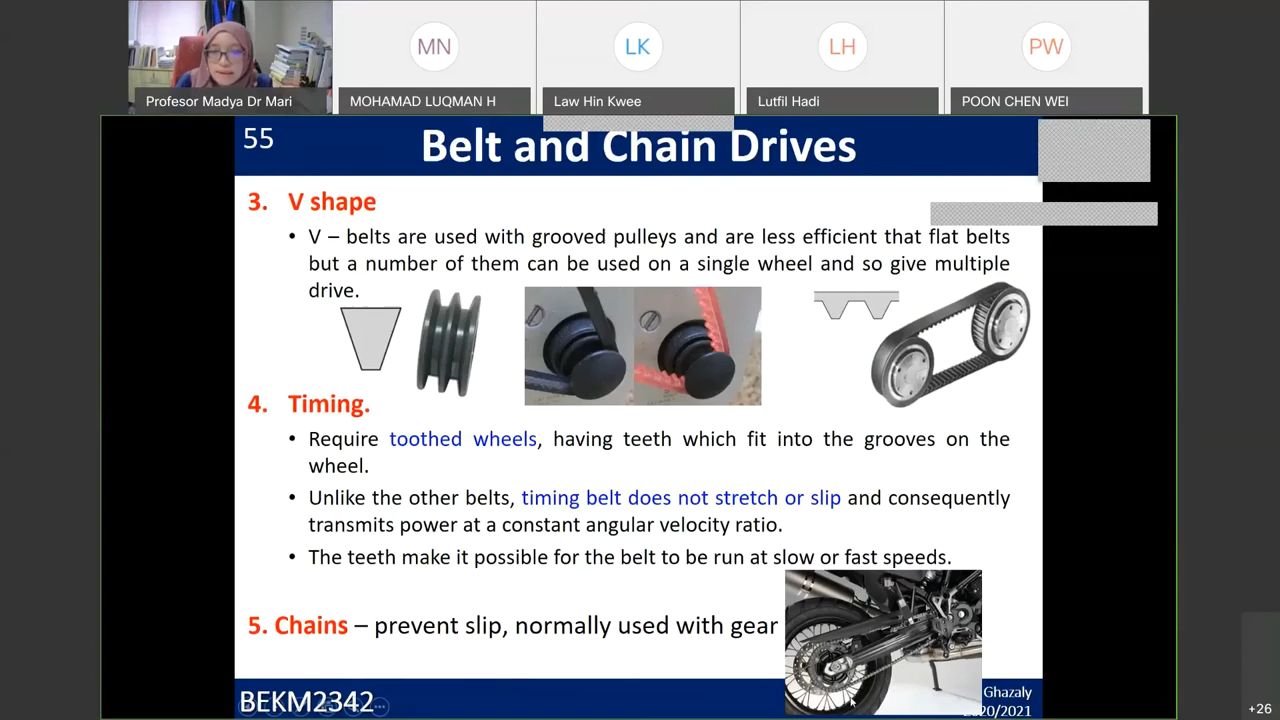 MN
LK
LH
PW
Profesor Madya Dr Mari
MOHAMAD LUQMAN H
Law Hin Kwee
Lutfil Hadi
POON CHEN WEI
55
Belt and Chain Drives
3. V shape
• V – belts are used with grooved pulleys and are less efficient that flat belts
but a number of them can be used on a single wheel and so give multiple
drive.
4. Timing.
• Require toothed wheels, having teeth which fit into the grooves on the
wheel.
• Unlike the other belts, timing belt does not stretch or slip and consequently
transmits power at a constant angular velocity ratio.
• The teeth make it possible for the belt to be run at slow or fast speeds.
5. Chains – prevent slip, normally used with gear
BEKM2342
Ghazaly
2020/2021
+26